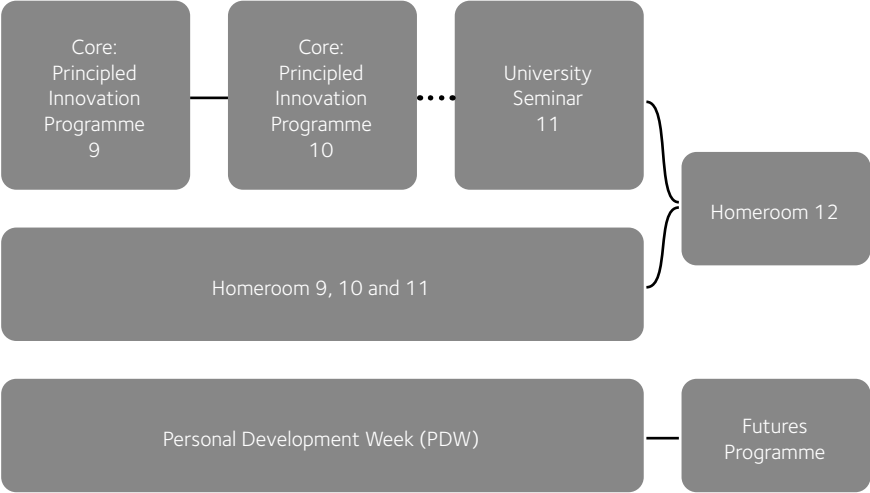 Core:
Principled
Innovation
Programme
9
Core:
Principled
Innovation
Programme
10
University
Seminar
11
Homeroom 12
Homeroom 9, 10 and 11
Personal Development Week (PDW)
Futures
Programme